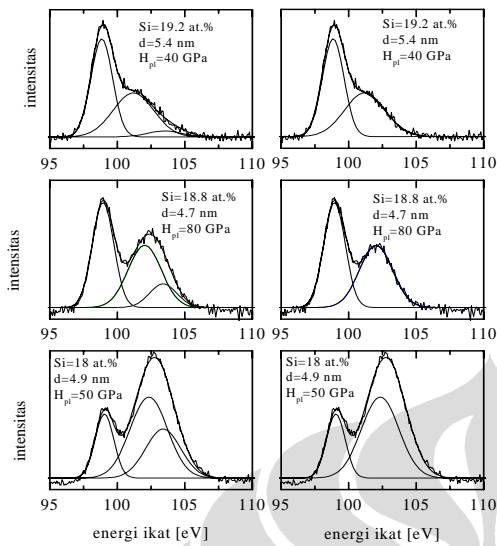 intensitas
Si=19.2 at.%
d=5.4 nm
H_pl=40 GPa
95 100 105 110
Si=19.2 at.%
d=5.4 nm
H_pl=40 GPa
95 100 105 110
intensitas
Si=18.8 at.%
d=4.7 nm
H_pl=80 GPa
95 100 105 110
Si=18.8 at.%
d=4.7 nm
H_pl=80 GPa
95 100 105 110
intensitas
Si=18 at.%
d=4.9 nm
H_pl=50 GPa
95 100 105 110
energi ikat [eV]
Si=18 at.%
d=4.9 nm
H_pl=50 GPa
95 100 105 110
energi ikat [eV]